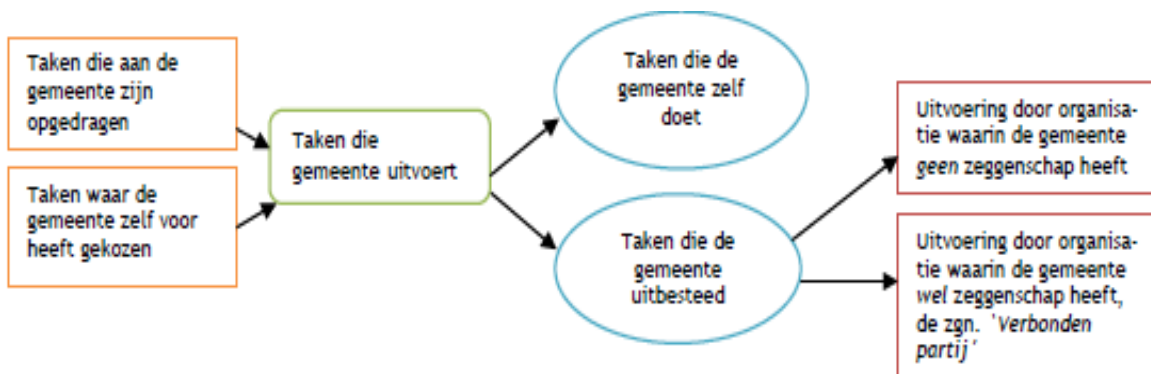 Taken die aan de
gemeente zijn
opgedragen
Taken waar de
gemeente zelf voor
heeft gekozen
Taken die
gemeente uitvoert
Taken die de
gemeente zelf
doet
Taken die de
gemeente
uitbesteed
Uitvoering door organisa-
tie waarin de gemeente
geen zeggenschap heeft
Uitvoering door organisa-
tie waarin de gemeente
wel zeggenschap heeft,
de zgn. 'Verbonden
partij'